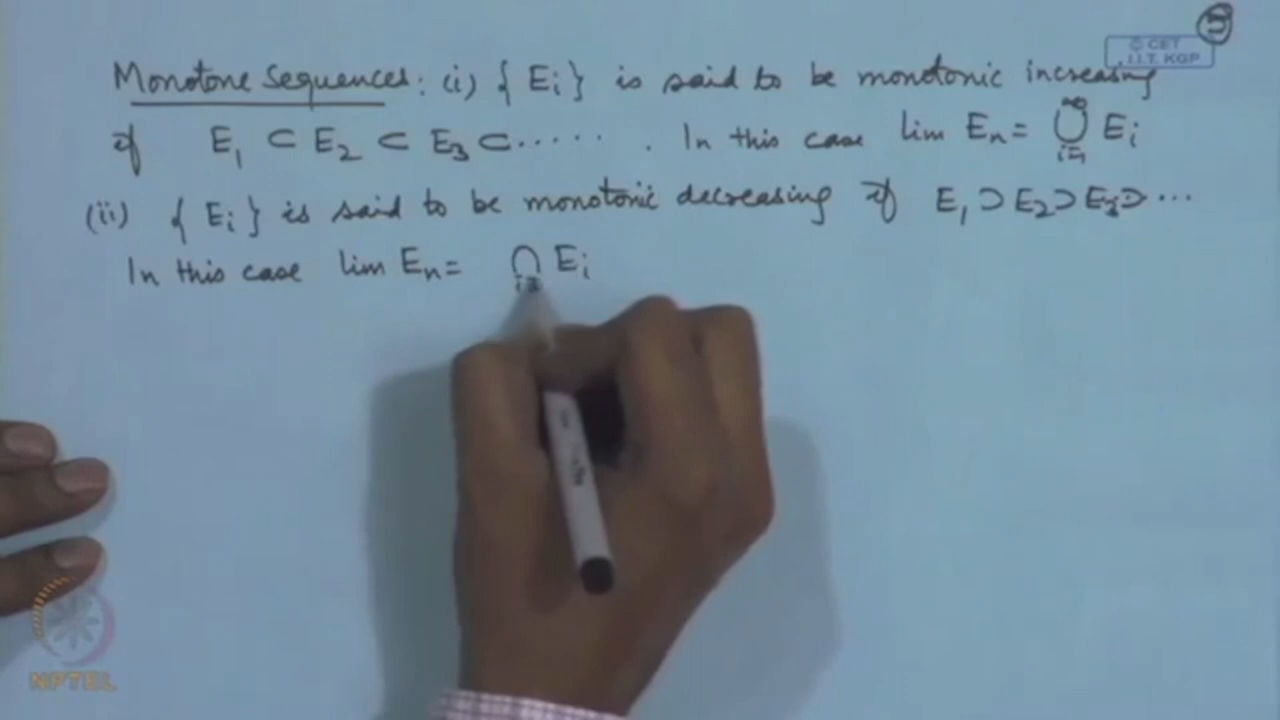 5
© CET
I.I.T. KGP
Monotone Sequences: (i) { Ei } is said to be monotonic increasing
if E1 ⊂ E2 ⊂ E3 ⊂ ...... . In this case lim En = ∞⋃i=1 Ei
(ii) { Ei } is said to be monotonic decreasing if E1 ⊃ E2 ⊃ E3 ⊃ ...
In this case lim En = ⋂i= Ei
NPTEL